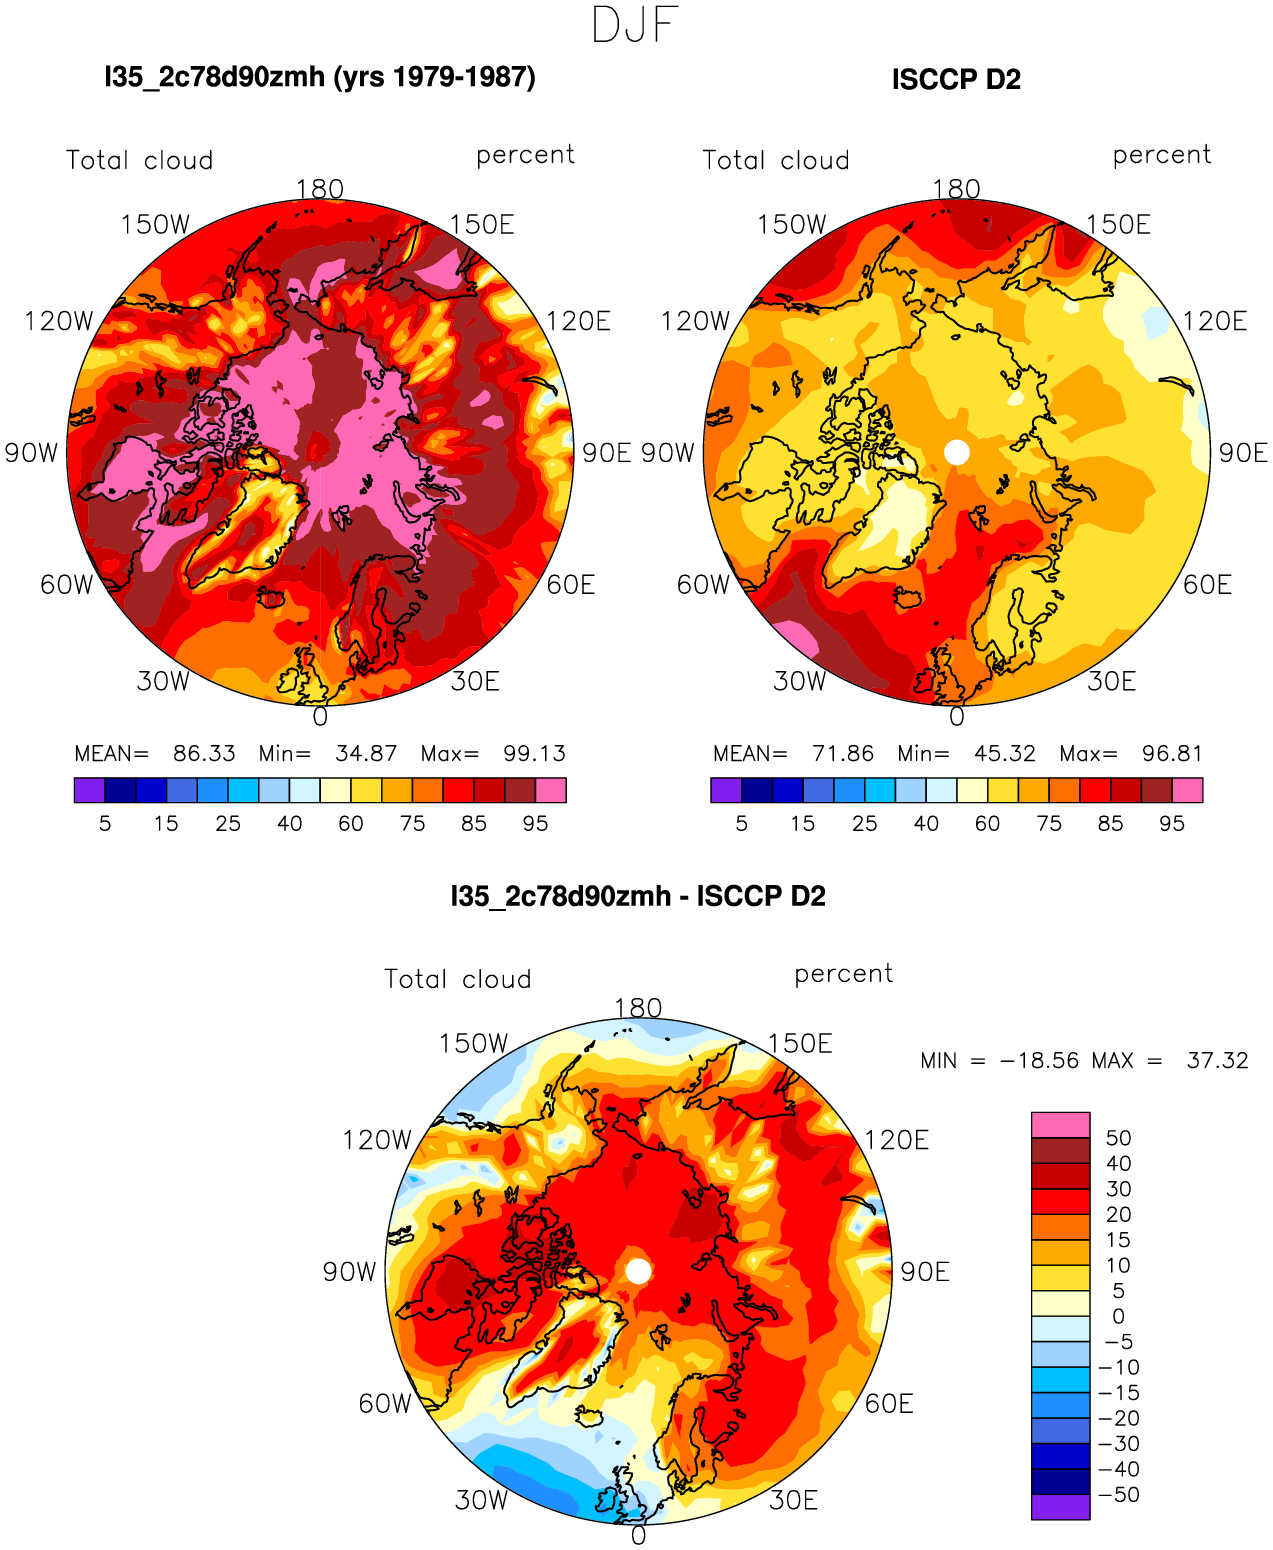 DJF
I35_2c78d90zmh (yrs 1979-1987)
ISCCP D2
Total cloud percent
Total cloud percent
180
150W 150E
120W 120E
90W 90E
60W 60E
30W 30E
0
180
150W 150E
120W 120E
90W 90E
60W 60E
30W 30E
0
MEAN= 86.33 Min= 34.87 Max= 99.13
MEAN= 71.86 Min= 45.32 Max= 96.81
5 15 25 40 60 75 85 95
5 15 25 40 60 75 85 95
I35_2c78d90zmh - ISCCP D2
Total cloud percent
180
150W 150E
120W 120E
90W 90E
60W 60E
30W 30E
0
MIN = -18.56 MAX = 37.32
50
40
30
20
15
10
5
0
-5
-10
-15
-20
-30
-40
-50